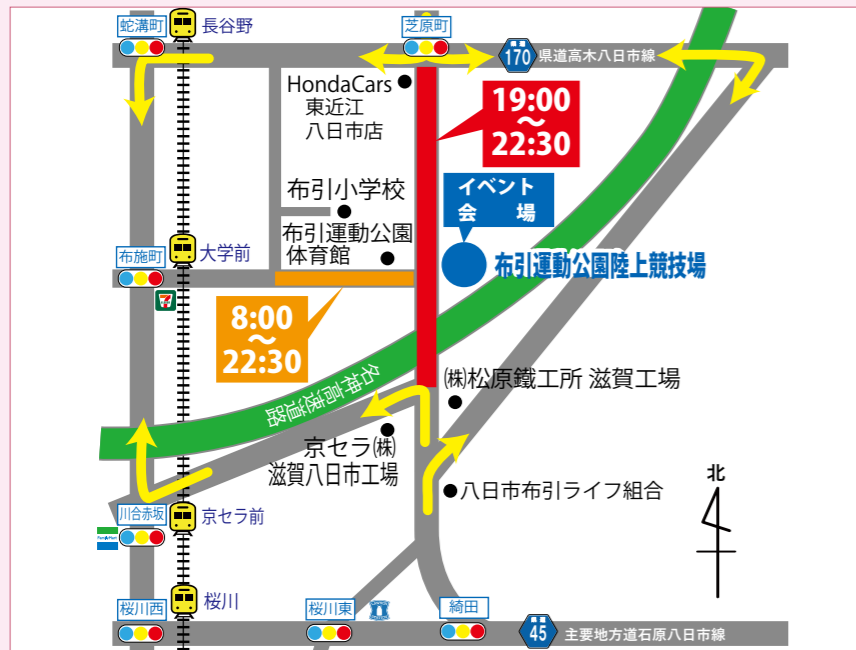 蛇溝町
長谷野
芝原町
170
県道高木八日市線
HondaCars
東近江
八日市店
19:00
〜
22:30
布引小学校
イベント
会場
布引運動公園
体育館
布施町
大学前
布引運動公園陸上競技場
8:00
〜
22:30
名神高速道路
㈱松原鐵工所 滋賀工場
京セラ㈱
滋賀八日市工場
八日市布引ライフ組合
北
川合赤坂
京セラ前
FamilyMart
桜川西
桜川
桜川東
綺田
45
主要地方道石原八日市線